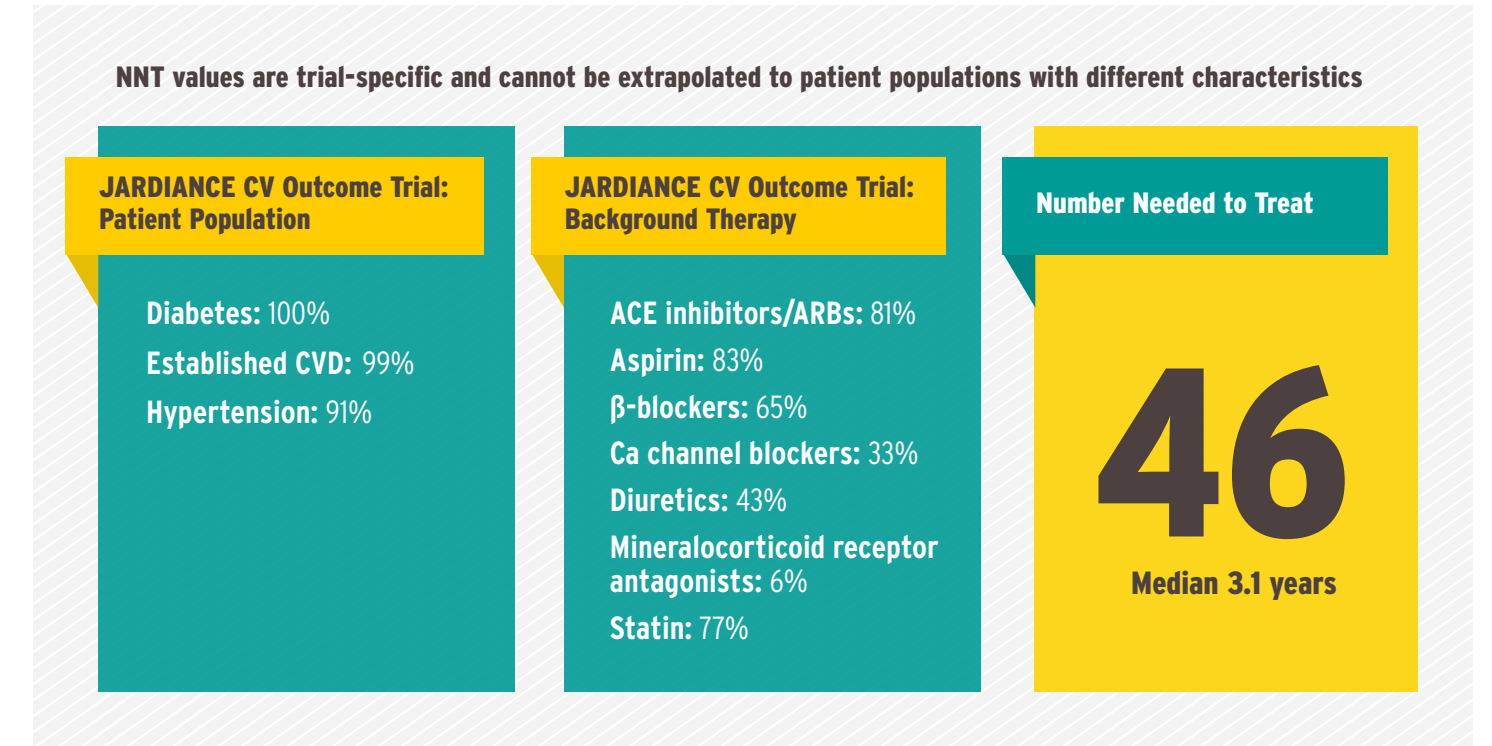 NNT values are trial-specific and cannot be extrapolated to patient populations with different characteristics
JARDIANCE CV Outcome Trial:
Patient Population
Diabetes: 100%
Established CVD: 99%
Hypertension: 91%
JARDIANCE CV Outcome Trial:
Background Therapy
ACE inhibitors/ARBs: 81%
Aspirin: 83%
β-blockers: 65%
Ca channel blockers: 33%
Diuretics: 43%
Mineralocorticoid receptor
antagonists: 6%
Statin: 77%
Number Needed to Treat
46
Median 3.1 years